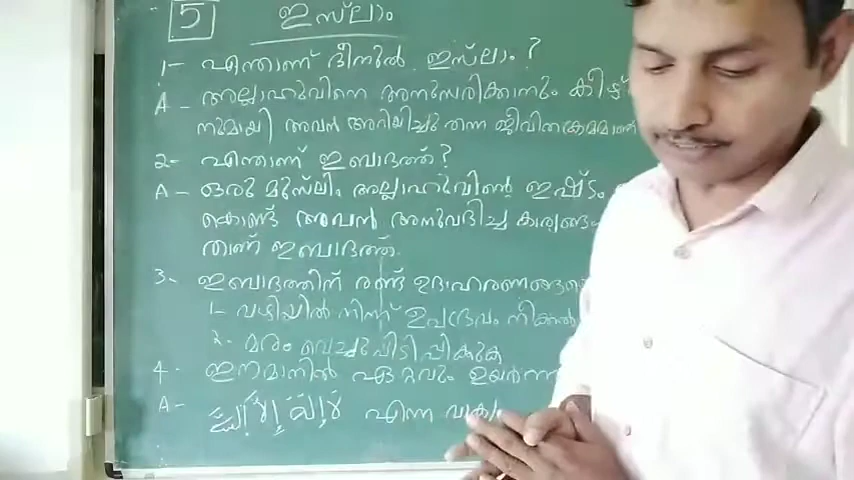 5 ഇസ്‌ലാം
1- എന്താണ് ദീനുൽ ഇസ്‌ലാം?
A- അല്ലാഹുവിനെ അനുസരിക്കാനും കീഴ്
നുമായി അവൻ അറിയിച്ചു തന്ന ജീവിതക്രമമാണ്
2- എന്താണ് ഇബാദത്ത്?
A- ഒരു മുസ്‌ലിം അല്ലാഹുവിന്റെ ഇഷ്ടം
കൊണ്ട് അവൻ അനുവദിച്ച കാര്യങ്ങ
താണ് ഇബാദത്ത്.
3- ഇബാദത്തിന് രണ്ട് ഉദാഹരണങ്ങ
1- വഴിയിൽ നിന്ന് ഉപദ്രവം നീക്കൽ
2- മരം വെച്ചുപിടിപ്പിക്കുക
4- ഈമാനിൽ ഏറ്റവും ഉയർന്ന
A- എന്ന വാക്യം